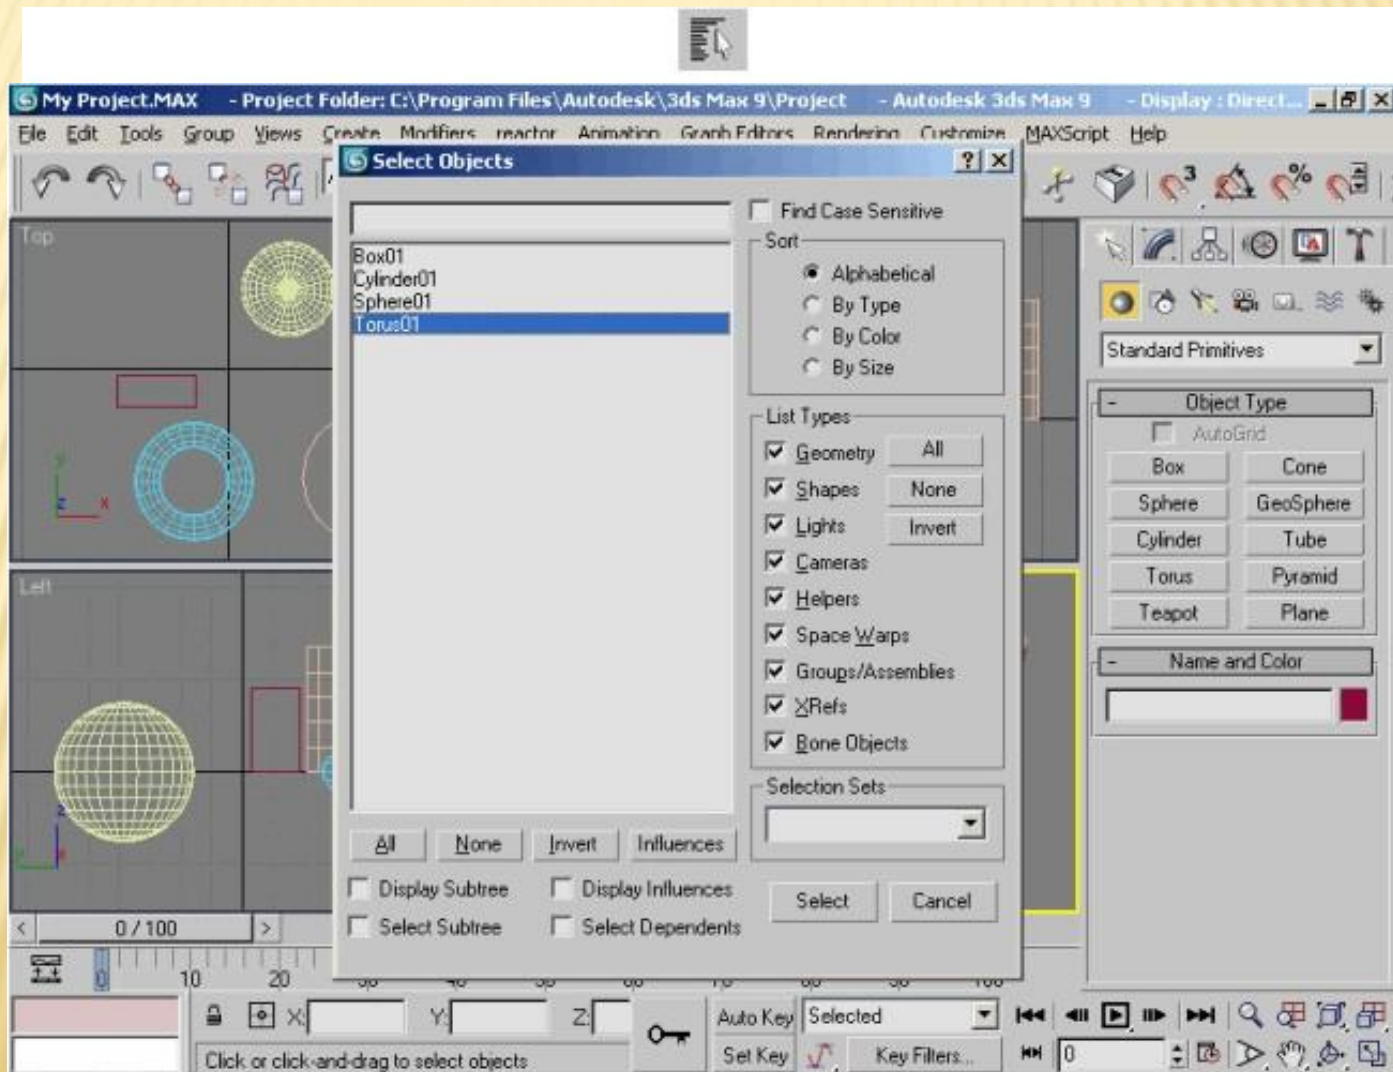 My Project.MAX - Project Folder: C:\Program Files\Autodesk\3ds Max 9\Project - Autodesk 3ds Max 9 - Display : Direct...
File Edit Tools Group Views Create Modifiers reactor Animation Graph Editors Rendering Customize MAXScript Help
Select Objects
Find Case Sensitive
Top
Box01
Cylinder01
Sphere01
Torus01
Sort
Alphabetical
By Type
By Color
By Size
List Types
Geometry All
Shapes None
Lights Invert
Cameras
Helpers
Space Warps
Groups/Assemblies
XRefs
Bone Objects
Selection Sets
All None Invert Influences
Display Subtree Display Influences
Select Subtree Select Dependents
Select Cancel
Standard Primitives
- Object Type
AutoGrid
Box Cone
Sphere GeoSphere
Cylinder Tube
Torus Pyramid
Teapot Plane
- Name and Color
Left
y
z x
z
< 0 / 100 >
0 10 20
X: Y: Z:
Auto Key Selected
Click or click-and-drag to select objects
Set Key Key Filters...
0
3
%